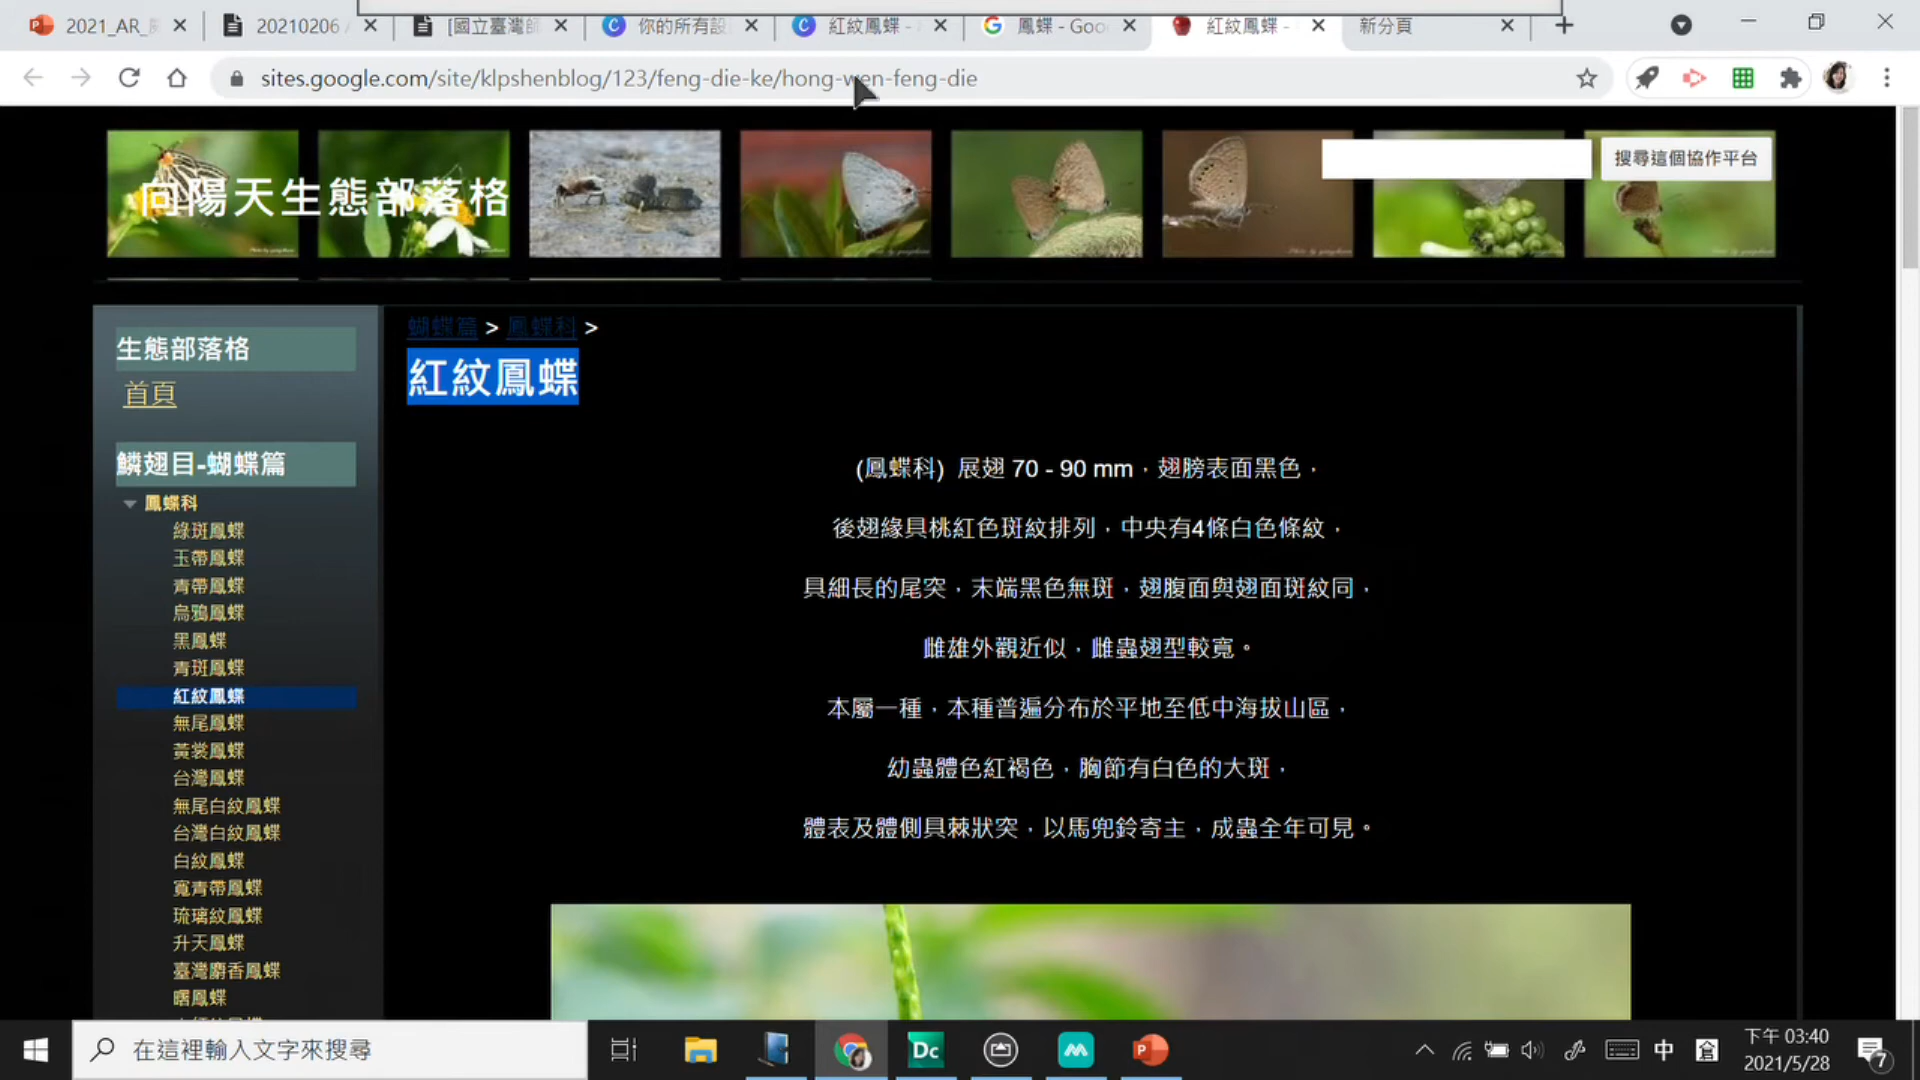 2021_AR_
20210206
[國立臺灣師
你的所有設
紅紋鳳蝶 -
鳳蝶 - Goo
紅紋鳳蝶 -
新分頁
sites.google.com/site/klpshenblog/123/feng-die-ke/hong-wen-feng-die
向陽天生態部落格
搜尋這個協作平台
生態部落格
首頁
鱗翅目-蝴蝶篇
鳳蝶科
綠斑鳳蝶
玉帶鳳蝶
青帶鳳蝶
烏鴉鳳蝶
黑鳳蝶
青斑鳳蝶
紅紋鳳蝶
無尾鳳蝶
黃裳鳳蝶
台灣鳳蝶
無尾白紋鳳蝶
台灣白紋鳳蝶
白紋鳳蝶
寬青帶鳳蝶
琉璃紋鳳蝶
升天鳳蝶
臺灣麝香鳳蝶
曙鳳蝶
蝴蝶篇 > 鳳蝶科 >
紅紋鳳蝶
(鳳蝶科) 展翅 70 - 90 mm，翅膀表面黑色，
後翅緣具桃紅色斑紋排列，中央有4條白色條紋，
具細長的尾突，末端黑色無斑，翅腹面與翅面斑紋同，
雌雄外觀近似，雌蟲翅型較寬。
本屬一種，本種普遍分布於平地至低中海拔山區，
幼蟲體色紅褐色，胸節有白色的大斑，
體表及體側具棘狀突，以馬兜鈴寄主，成蟲全年可見。
在這裡輸入文字來搜尋
Dc
中
倉
下午 03:40
2021/5/28
7